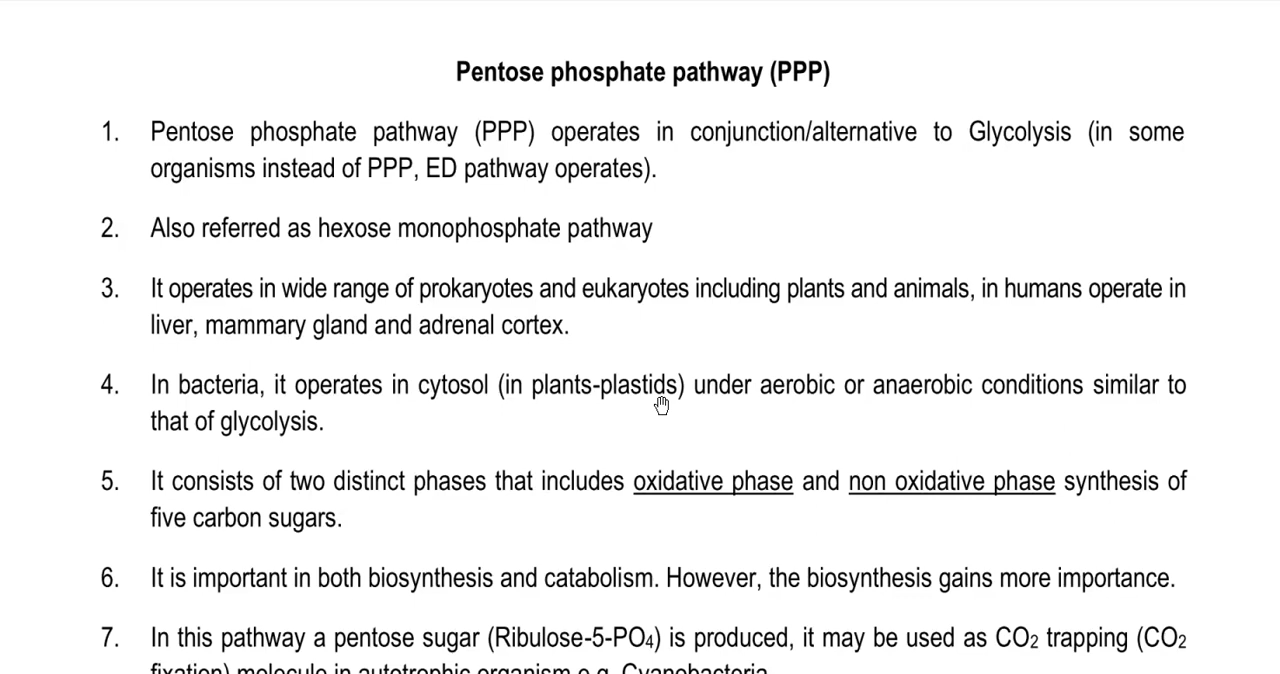 Pentose phosphate pathway (PPP)
1. Pentose phosphate pathway (PPP) operates in conjunction/alternative to Glycolysis (in some
organisms instead of PPP, ED pathway operates).
2. Also referred as hexose monophosphate pathway
3. It operates in wide range of prokaryotes and eukaryotes including plants and animals, in humans operate in
liver, mammary gland and adrenal cortex.
4. In bacteria, it operates in cytosol (in plants-plastids) under aerobic or anaerobic conditions similar to
that of glycolysis.
5. It consists of two distinct phases that includes oxidative phase and non oxidative phase synthesis of
five carbon sugars.
6. It is important in both biosynthesis and catabolism. However, the biosynthesis gains more importance.
7. In this pathway a pentose sugar (Ribulose-5-PO4) is produced, it may be used as CO2 trapping (CO2
fixation) molecule in autotrophic organism e.g. Cyanobacteria